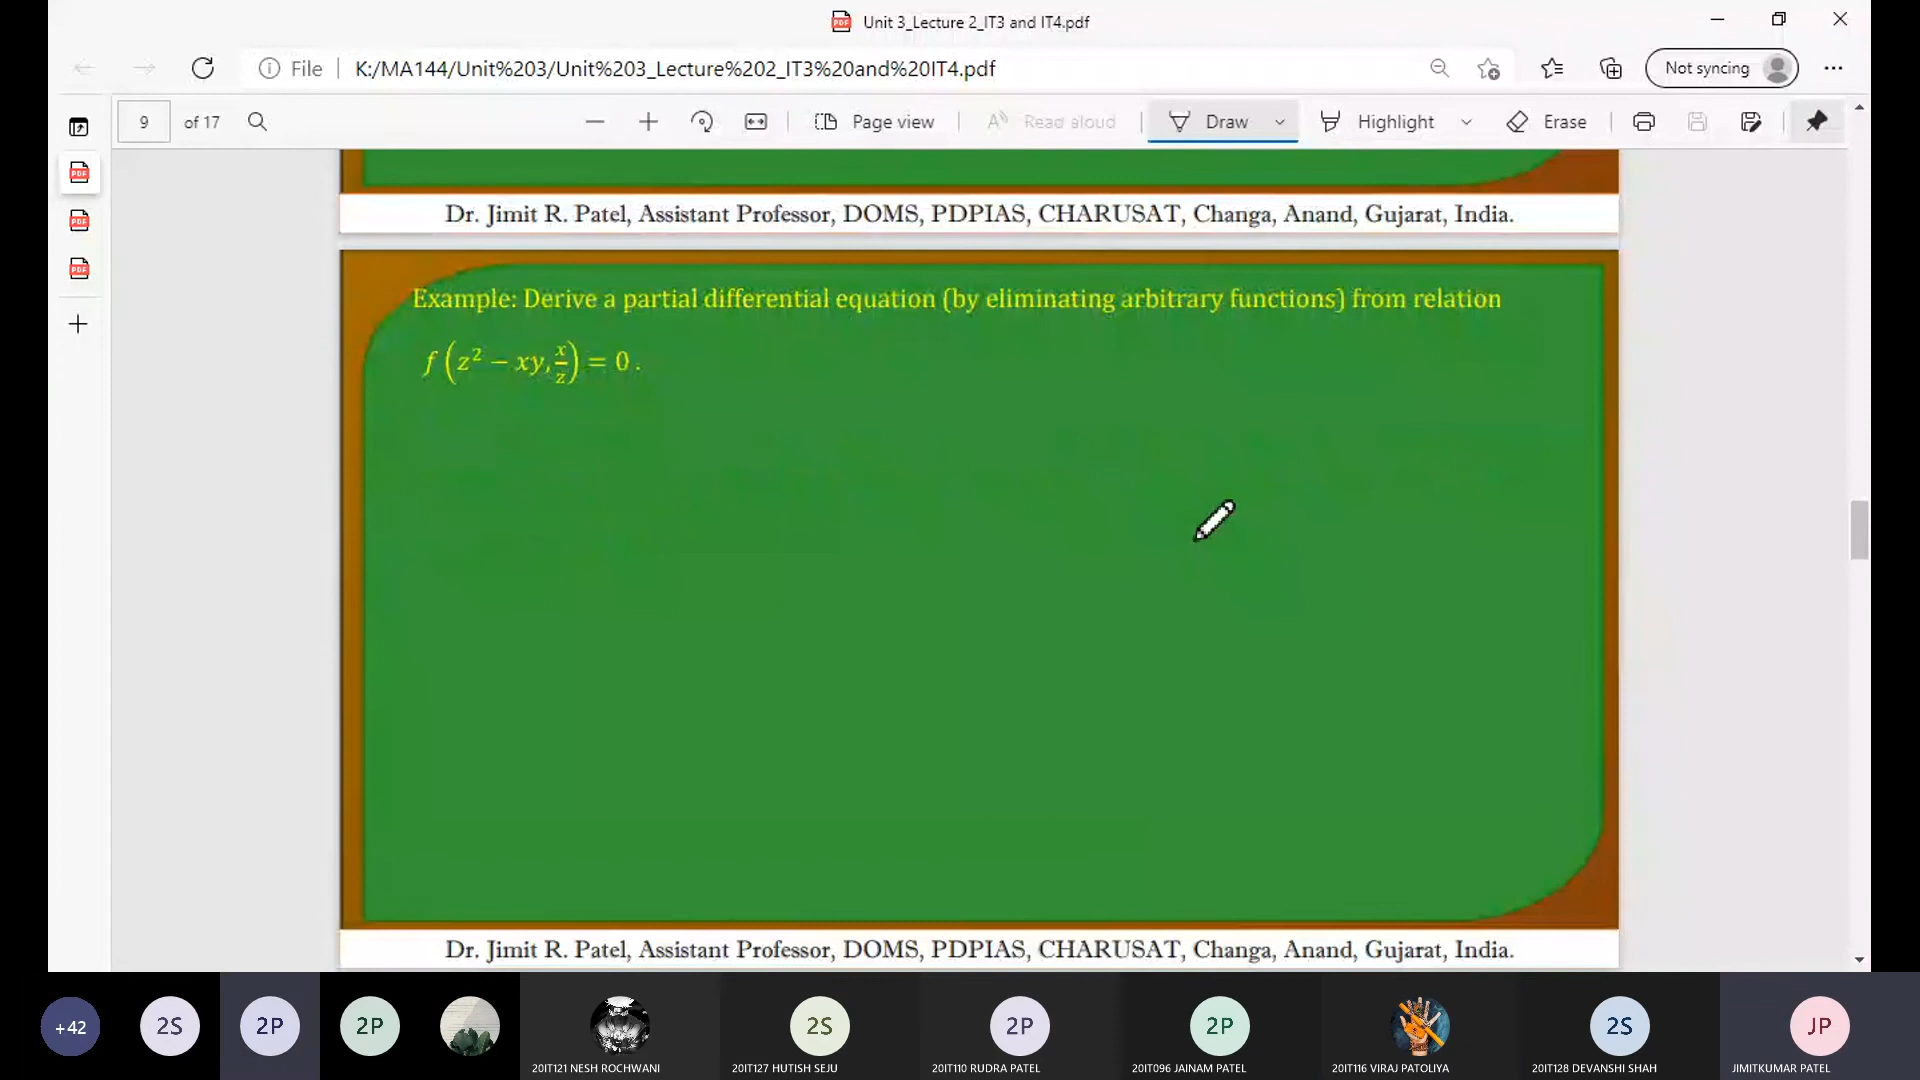 Unit 3_Lecture 2_IT3 and IT4.pdf
File K:/MA144/Unit%203/Unit%203_Lecture%202_IT3%20and%20IT4.pdf Not syncing
9 of 17 Page view Read aloud Draw Highlight Erase
Dr. Jimit R. Patel, Assistant Professor, DOMS, PDPIAS, CHARUSAT, Changa, Anand, Gujarat, India.
Example: Derive a partial differential equation (by eliminating arbitrary functions) from relation
f (z² − xy, x/z) = 0 .
Dr. Jimit R. Patel, Assistant Professor, DOMS, PDPIAS, CHARUSAT, Changa, Anand, Gujarat, India.
+42 2S 2P 2P 2S 2P 2P 2S JP
20IT121 NESH ROCHWANI 20IT127 HUTISH SEJU 20IT110 RUDRA PATEL 20IT096 JAINAM PATEL 20IT116 VIRAJ PATOLIYA 20IT128 DEVANSHI SHAH JIMITKUMAR PATEL